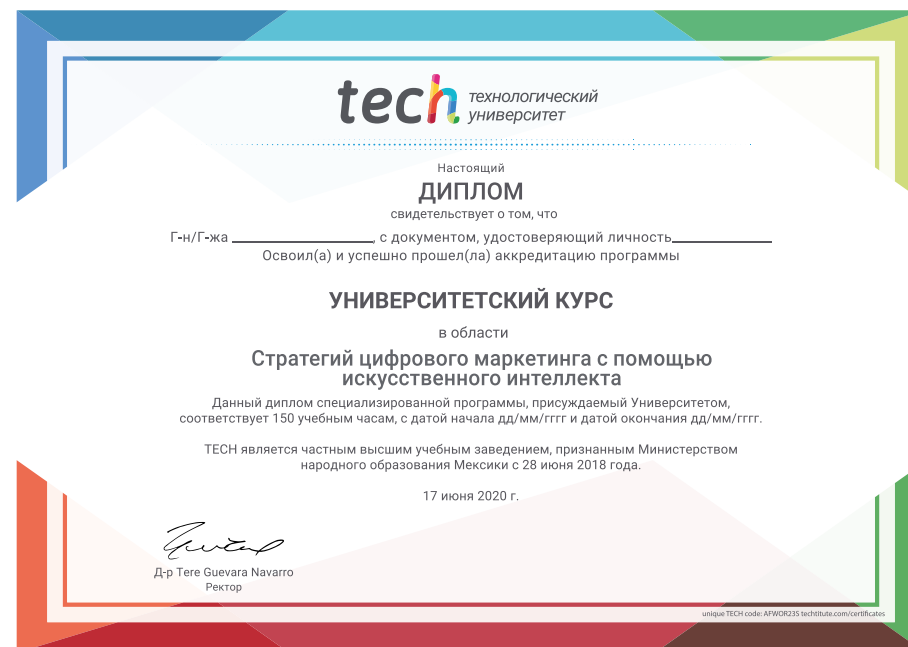 tech технологический
университет
Настоящий
ДИПЛОМ
свидетельствует о том, что
Г-н/Г-жа ____________________, с документом, удостоверяющий личность______________
Освоил(а) и успешно прошел(ла) аккредитацию программы
УНИВЕРСИТЕТСКИЙ КУРС
в области
Стратегий цифрового маркетинга с помощью
искусственного интеллекта
Данный диплом специализированной программы, присуждаемый Университетом,
соответствует 150 учебным часам, с датой начала дд/мм/гггг и датой окончания дд/мм/гггг.
TECH является частным высшим учебным заведением, признанным Министерством
народного образования Мексики с 28 июня 2018 года.
17 июня 2020 г.
Д-р Tere Guevara Navarro
Ректор
unique TECH code: AFWOR23S techtitute.com/certificates